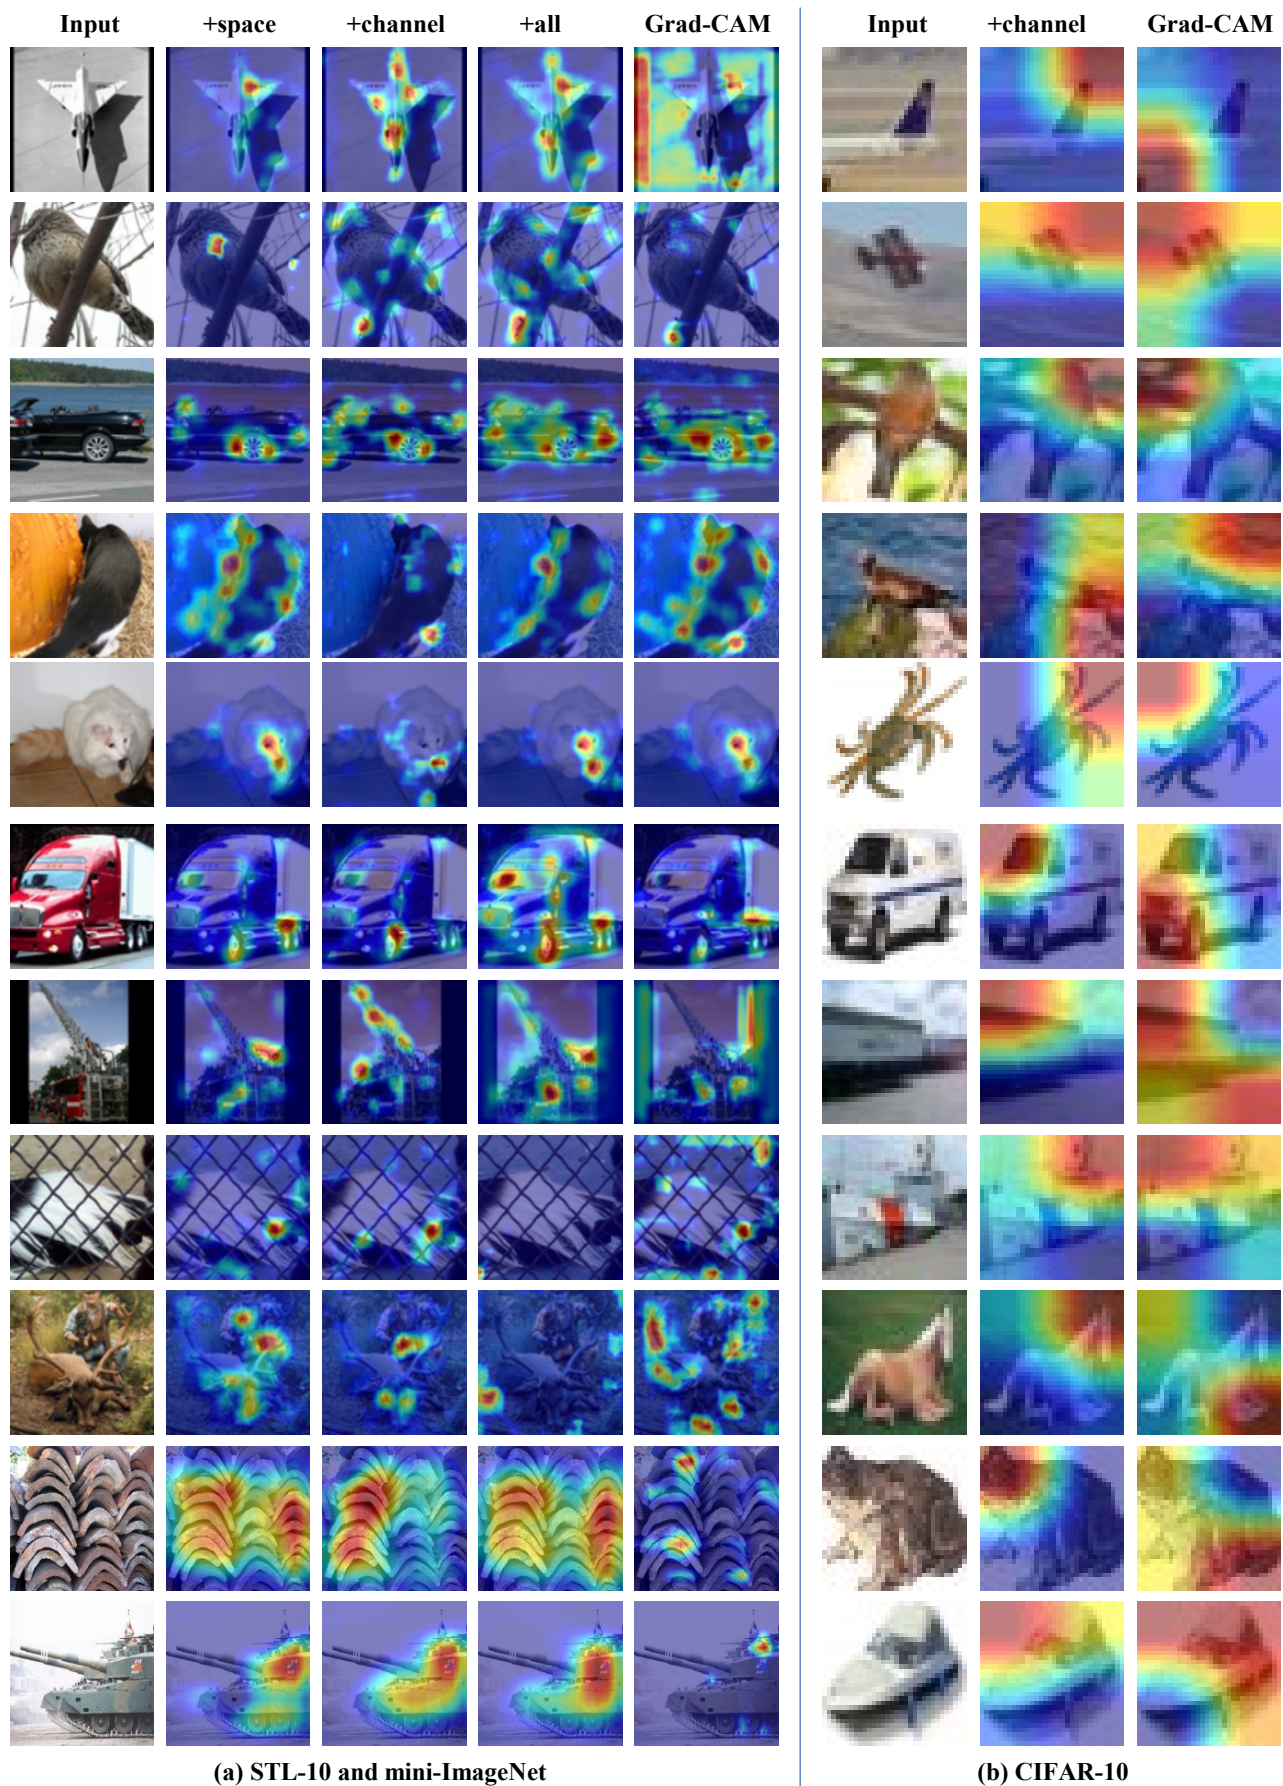 Input +space +channel +all Grad-CAM Input +channel Grad-CAM
(a) STL-10 and mini-ImageNet (b) CIFAR-10